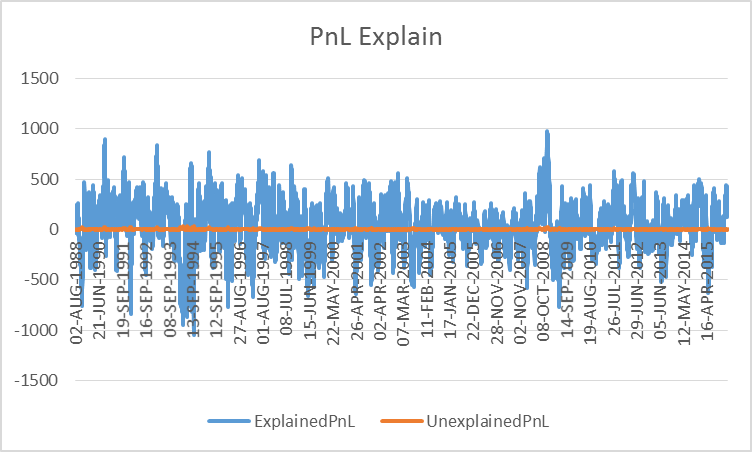 PnL Explain
1500
1000
500
0
-500
-1000
-1500
02-AUG-1988
21-JUN-1990
19-SEP-1991
16-SEP-1992
08-SEP-1993
13-SEP-1994
12-SEP-1995
27-AUG-1996
01-AUG-1997
08-JUL-1998
15-JUN-1999
22-MAY-2000
26-APR-2001
02-APR-2002
07-MAR-2003
11-FEB-2004
17-JAN-2005
22-DEC-2005
28-NOV-2006
02-NOV-2007
08-OCT-2008
14-SEP-2009
19-AUG-2010
26-JUL-2011
29-JUN-2012
05-JUN-2013
12-MAY-2014
16-APR-2015
ExplainedPnL UnexplainedPnL